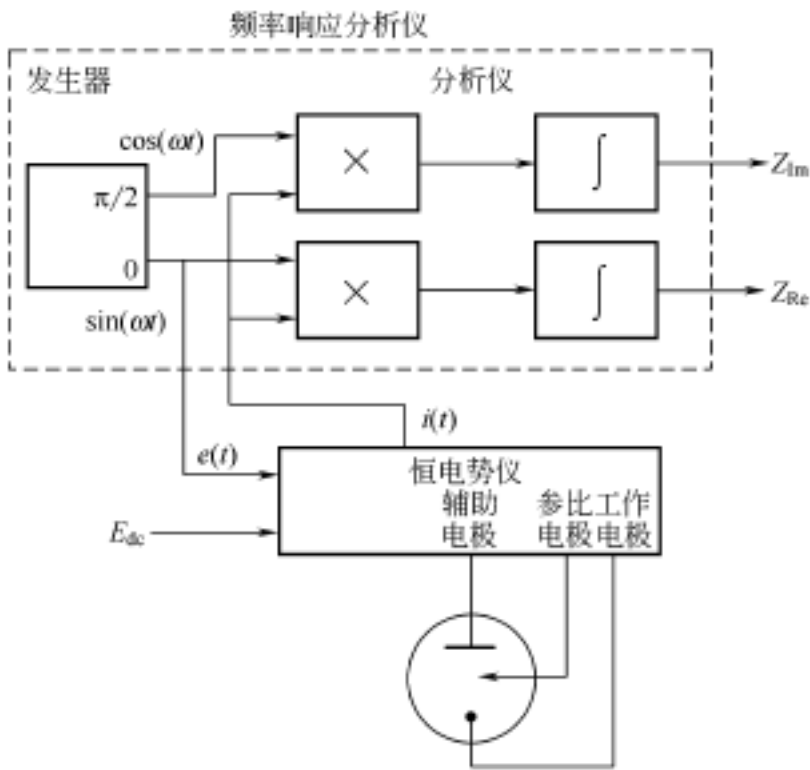 频率响应分析仪
发生器
分析仪
cos(ωt)
π/2
0
sin(ωt)
×
∫
Z_Im
×
∫
Z_Re
i(t)
e(t)
E_dc
恒电势仪
辅助
电极
参比工作
电极电极